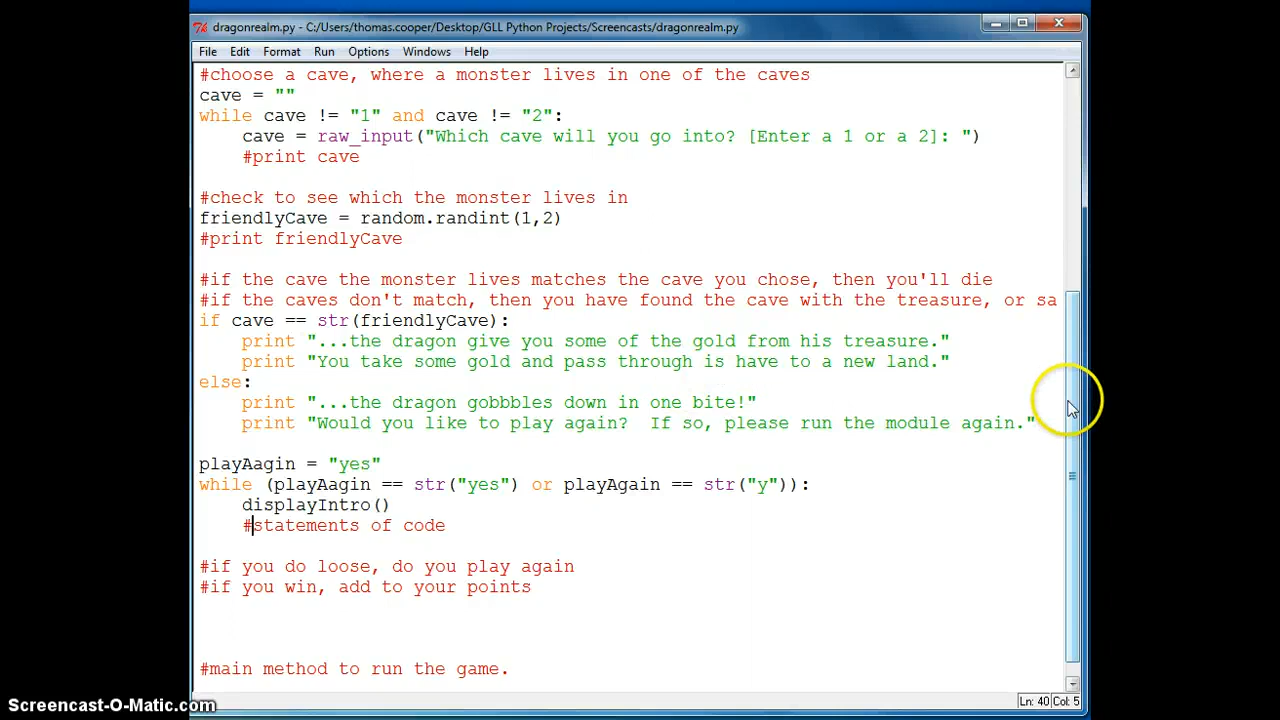 dragonrealm.py - C:/Users/thomas.cooper/Desktop/GLL Python Projects/Screencasts/dragonrealm.py
File Edit Format Run Options Windows Help
#choose a cave, where a monster lives in one of the caves
cave = ""
while cave != "1" and cave != "2":
    cave = raw_input("Which cave will you go into? [Enter a 1 or a 2]: ")
    #print cave
#check to see which the monster lives in
friendlyCave = random.randint(1,2)
#print friendlyCave
#if the cave the monster lives matches the cave you chose, then you'll die
#if the caves don't match, then you have found the cave with the treasure, or sa
if cave == str(friendlyCave):
    print "...the dragon give you some of the gold from his treasure."
    print "You take some gold and pass through is have to a new land."
else:
    print "...the dragon gobbbles down in one bite!"
    print "Would you like to play again?  If so, please run the module again."
playAagin = "yes"
while (playAagin == str("yes") or playAgain == str("y")):
    displayIntro()
    #statements of code
#if you do loose, do you play again
#if you win, add to your points
#main method to run the game.
Ln: 40 Col: 5
Screencast-O-Matic.com